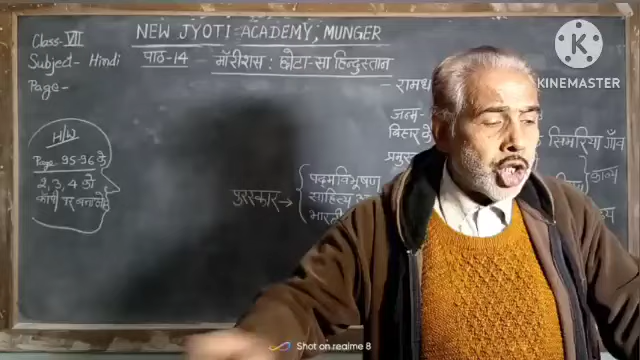 NEW JYOTI ACADEMY, MUNGER
Class- VII
Subject- Hindi
Page-
पाठ-14 मॉरीशस : छोटा-सा हिन्दुस्तान
- रामध
जन्म- सिमरिया गाँव
बिहार के
प्रमुख
काव्य
पुरस्कार → पद्मविभूषण
साहित्य
भारती
H/W
Page 95-96 के
2, 3, 4 को
कॉपी पर बनावें
K
KINEMASTER
Shot on realme 8